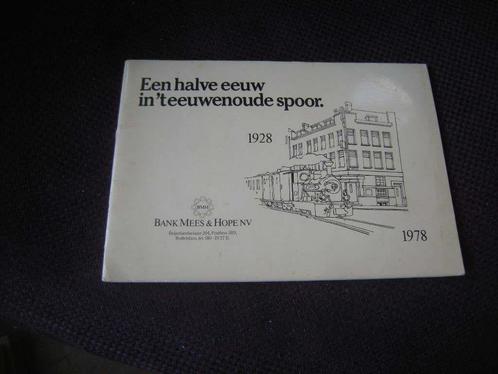 Een halve eeuw
in 't eeuwenoude spoor.
1928
BMH
BANK MEES & HOPE NV
1978